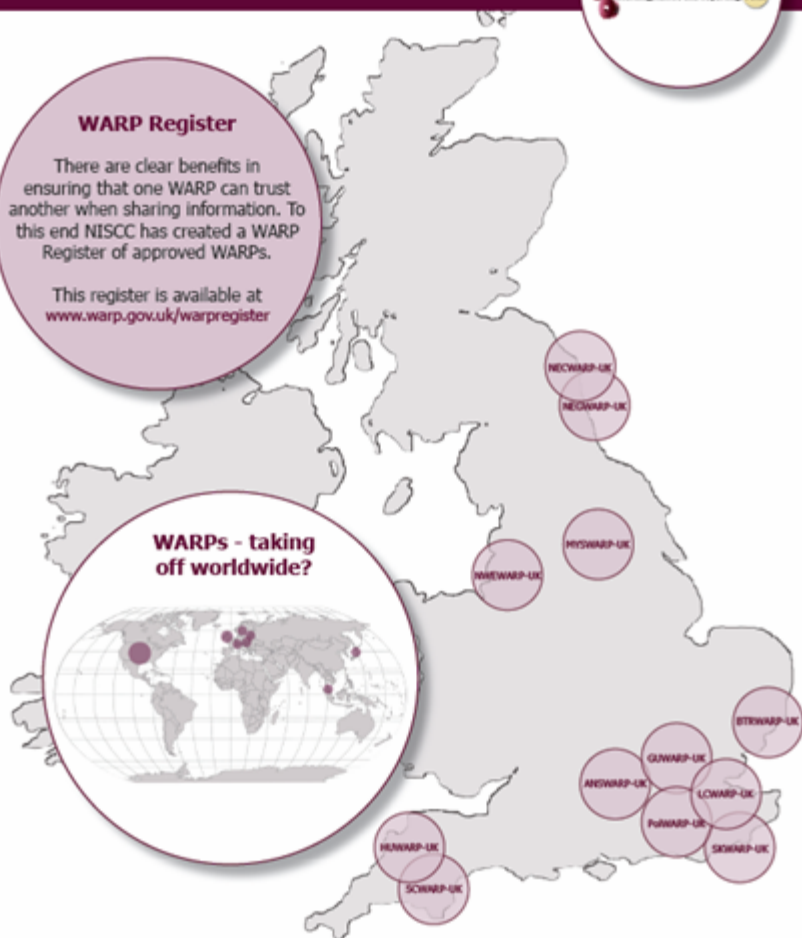 WARP Register
There are clear benefits in
ensuring that one WARP can trust
another when sharing information. To
this end NISCC has created a WARP
Register of approved WARPs.
This register is available at
www.warp.gov.uk/warpregister
NECWARP-UK
NEGWARP-UK
MYSWARP-UK
NWEWARP-UK
WARPs - taking
off worldwide?
BTRWARP-UK
GUWARP-UK
ANSWARP-UK
LCWARP-UK
PolWARP-UK
SKWARP-UK
HUWARP-UK
SCWARP-UK